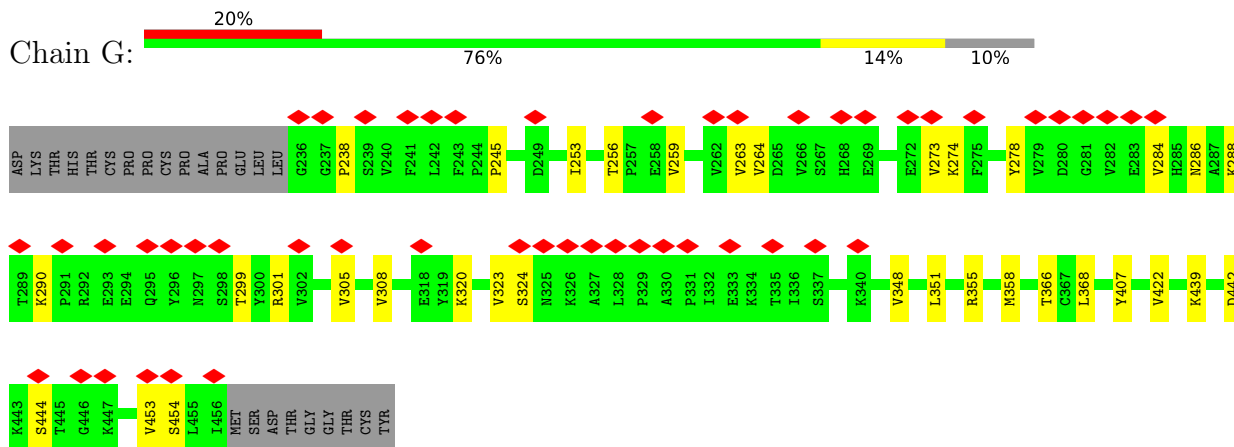 20%
Chain G:
76% 14% 10%
ASP LYS THR HIS THR CYS PRO PRO CYS PRO ALA PRO GLU LEU LEU G236 G237 P238 S239 V240 F241 L242 F243 P244 P245 D249 I253 T256 P257 E258 V259 V262 V263 V264 D265 V266 S267 H268 E269 E272 V273 K274 F275 Y278 V279 D280 G281 V282 E283 V284 H285 N286 A287 K288
T289 K290 P291 R292 E293 E294 Q295 Y296 N297 S298 T299 Y300 R301 V302 V305 V308 E318 Y319 K320 V323 S324 N325 K326 A327 L328 P329 A330 P331 I332 E333 K334 T335 I336 S337 K340 V348 L351 R355 M358 T366 C367 L368 Y407 V422 K439 D442
K443 S444 T445 G446 K447 V453 S454 L455 I456 MET SER ASP THR GLY GLY THR CYS TYR